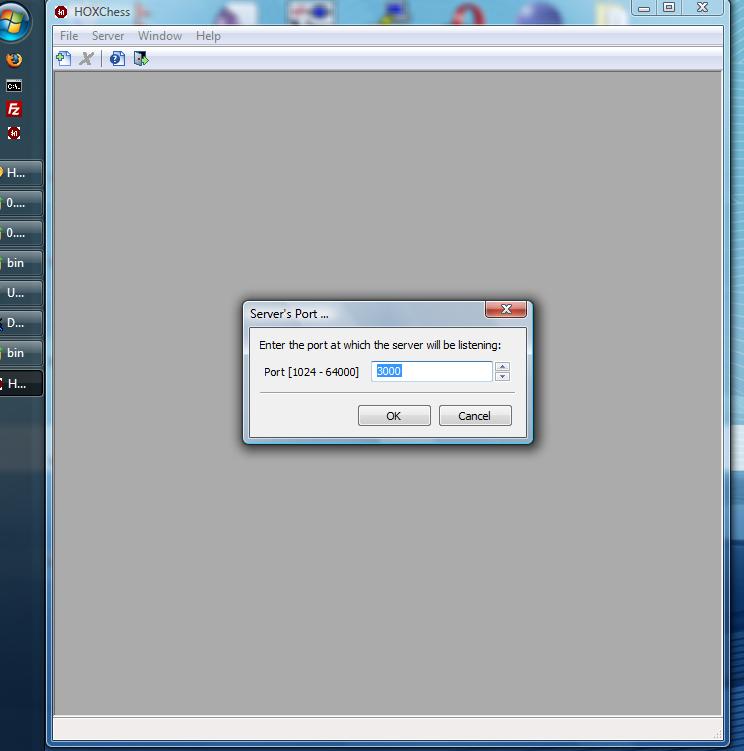 HOXChess
File Server Window Help
H...
0....
0....
bin
U...
D...
bin
H...
Server's Port ...
Enter the port at which the server will be listening:
Port [1024 - 64000] 3000
OK Cancel